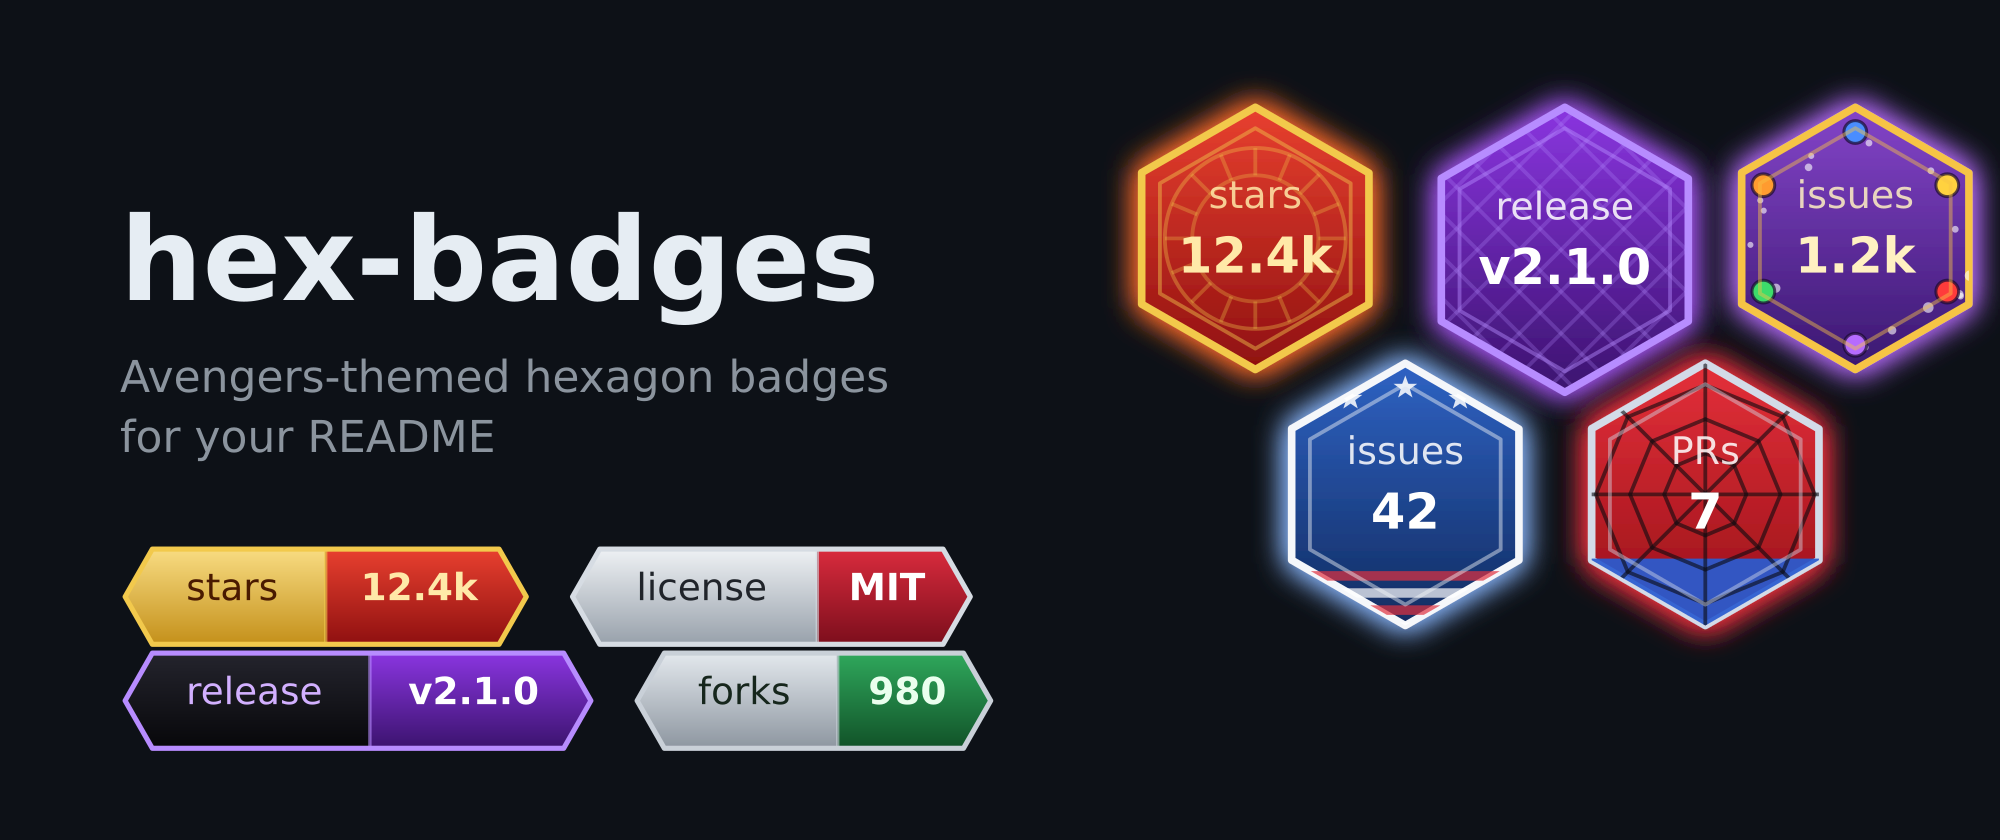 hex-badges
Avengers-themed hexagon badges
for your README
stars 12.4k
license MIT
release v2.1.0
forks 980
stars
12.4k
release
v2.1.0
issues
1.2k
issues
42
PRs
7